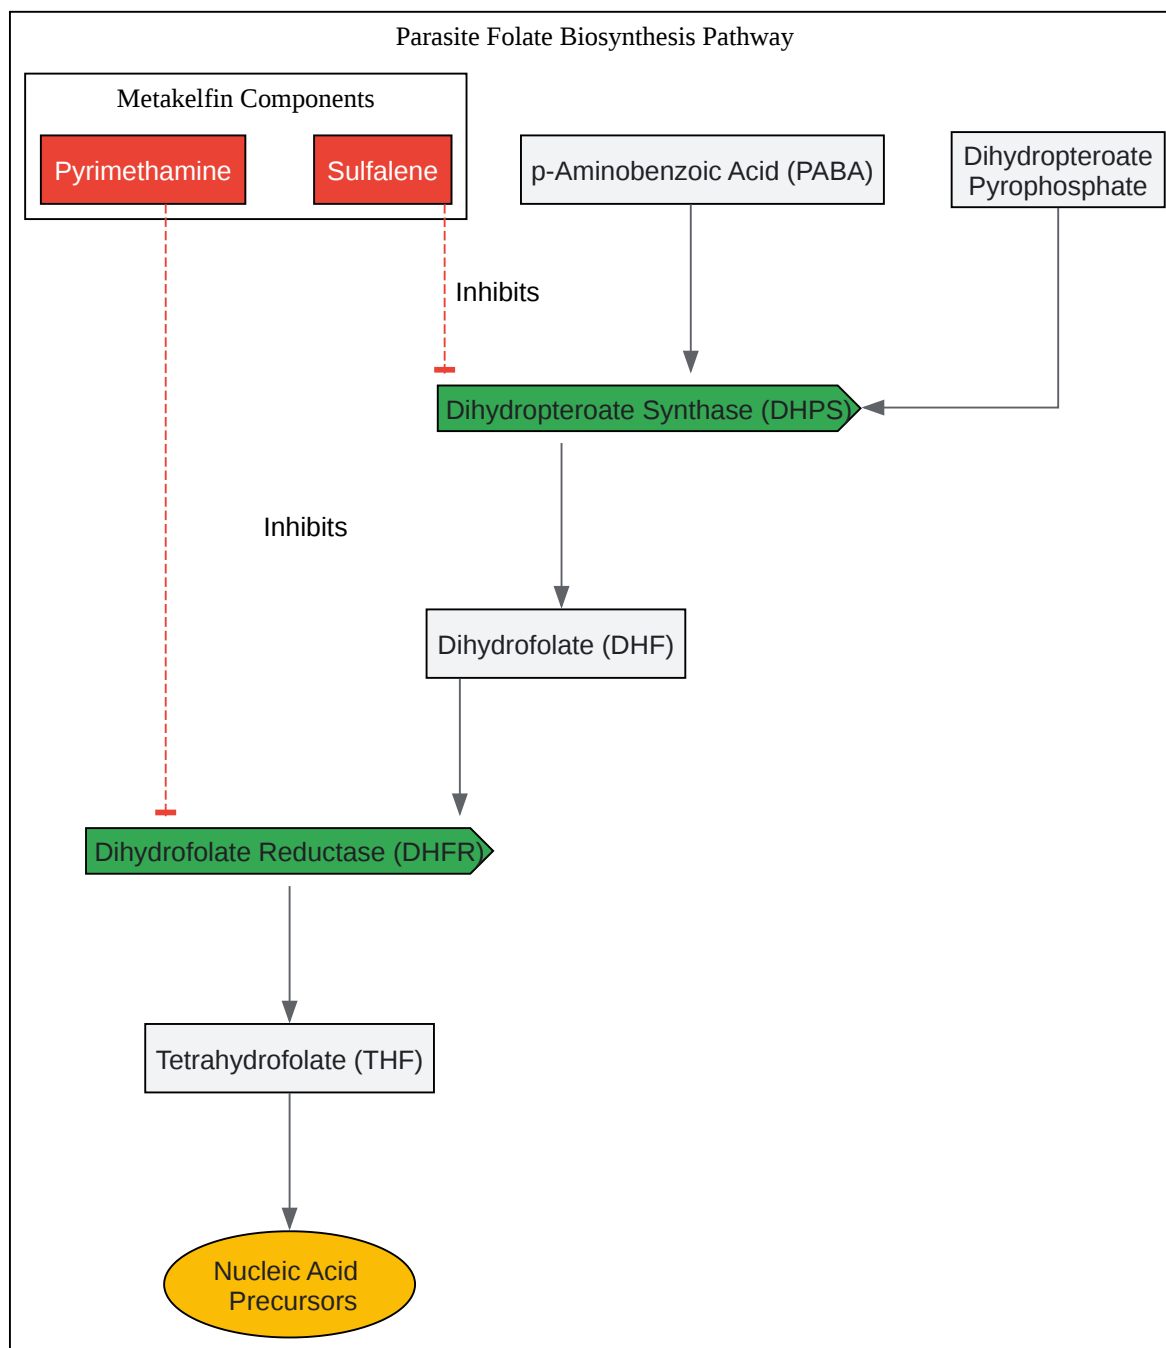 Parasite Folate Biosynthesis Pathway
Metakelfin Components
Pyrimethamine
Sulfalene
p-Aminobenzoic Acid (PABA)
Dihydropteroate
Pyrophosphate
Inhibits
Dihydropteroate Synthase (DHPS)
Inhibits
Dihydrofolate (DHF)
Dihydrofolate Reductase (DHFR)
Tetrahydrofolate (THF)
Nucleic Acid
Precursors